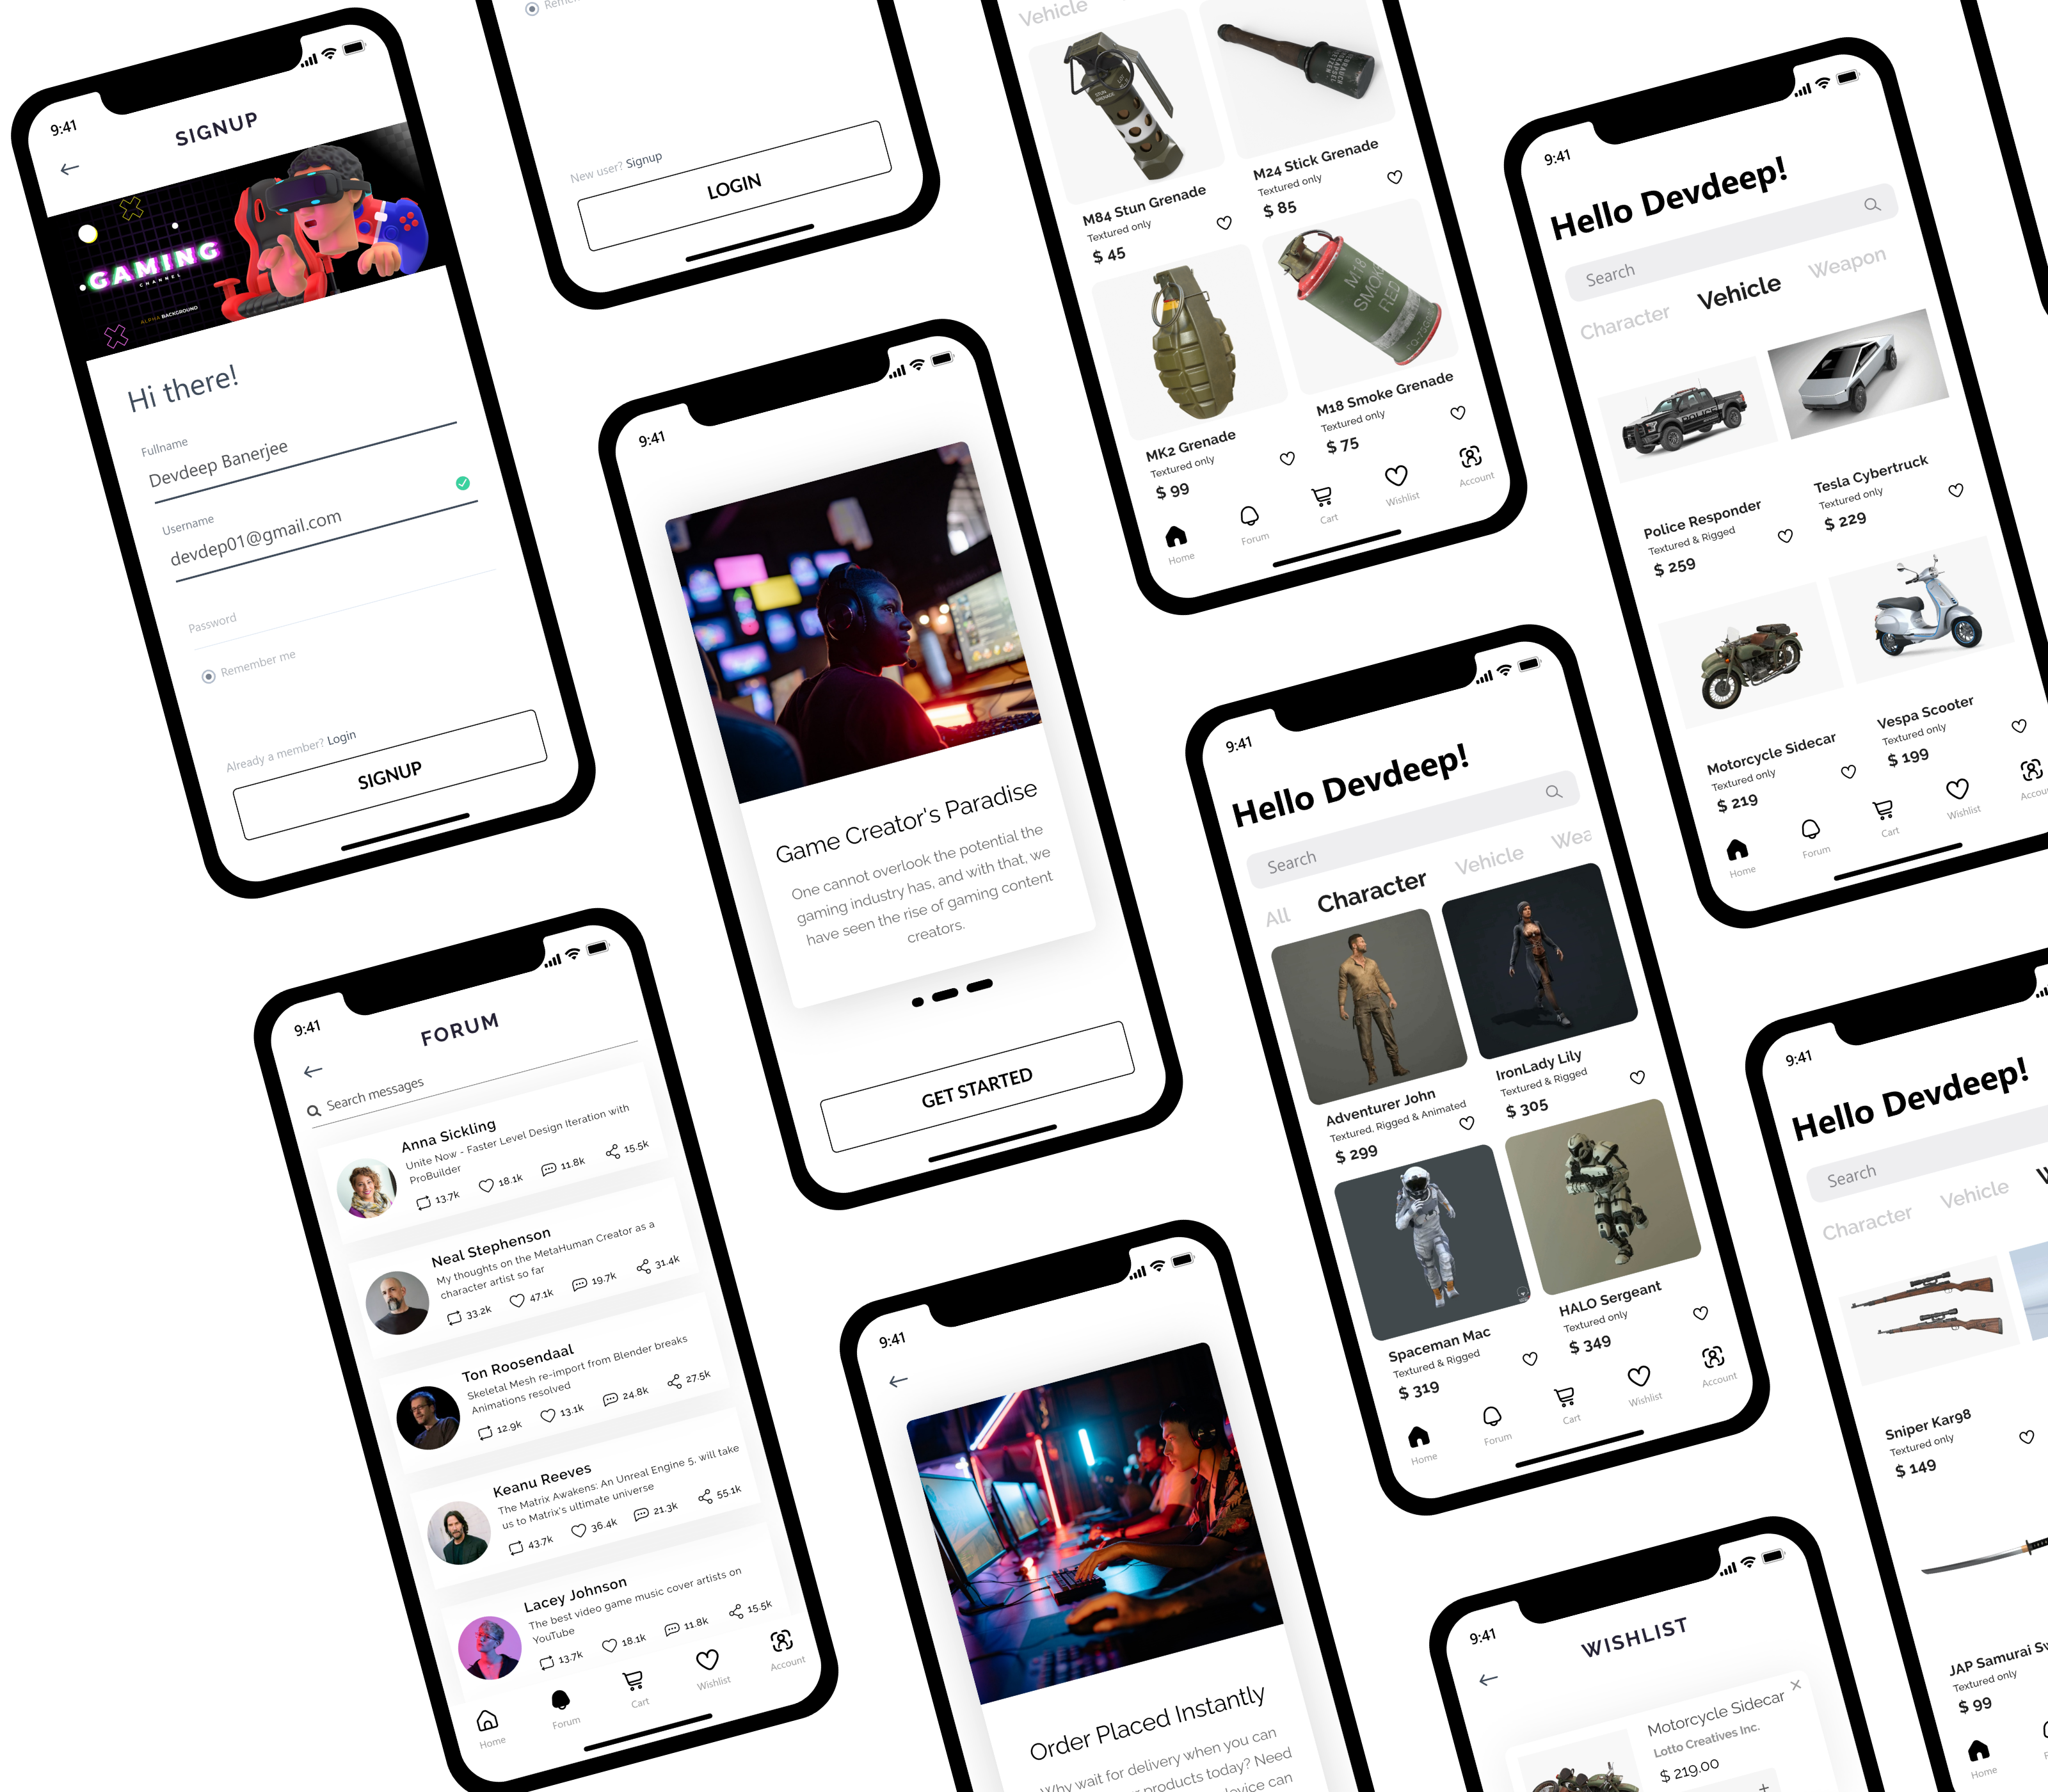 9:41
SIGNUP
GAMING
CHANNEL
ALPHA BACKGROUND
Hi there!
Fullname
Devdeep Banerjee
Username
devdep01@gmail.com
Password
Remember me
Already a member? Login
SIGNUP
New user? Signup
LOGIN
9:41
Game Creator's Paradise
One cannot overlook the potential the
gaming industry has, and with that, we
have seen the rise of gaming content
creators.
GET STARTED
Vehicle
M84 Stun Grenade
Textured only
$ 45
M24 Stick Grenade
Textured only
$ 85
M18
SMOKE
RED
MK2 Grenade
Textured only
$ 99
M18 Smoke Grenade
Textured only
$ 75
Home
Forum
Cart
Wishlist
Account
9:41
Hello Devdeep!
Search
Character
Vehicle
Weapon
POLICE
Police Responder
Textured & Rigged
$ 259
Tesla Cybertruck
Textured only
$ 229
Motorcycle Sidecar
Textured only
$ 219
Vespa Scooter
Textured only
$ 199
Home
Forum
Cart
Wishlist
9:41
FORUM
Search messages
Anna Sickling
Unite Now - Faster Level Design Iteration with
ProBuilder
13.7k 18.1k 11.8k 15.5k
Neal Stephenson
My thoughts on the MetaHuman Creator as a
character artist so far
33.2k 47.1k 19.7k 31.4k
Ton Roosendaal
Skeletal Mesh re-import from Blender breaks
Animations resolved
12.9k 13.1k 24.8k 27.5k
Keanu Reeves
The Matrix Awakens: An Unreal Engine 5, will take
us to Matrix's ultimate universe
43.7k 36.4k 21.3k 55.1k
Lacey Johnson
The best video game music cover artists on
YouTube
13.7k 18.1k 11.8k 15.5k
Home
Forum
Cart
Wishlist
Account
9:41
Order Placed Instantly
Why wait for delivery when you can
products today? Need
can
9:41
Hello Devdeep!
Search
All
Character
Vehicle
Wea
Adventurer John
Textured, Rigged & Animated
$ 299
IronLady Lily
Textured & Rigged
$ 305
Spaceman Mac
Textured & Rigged
$ 319
HALO Sergeant
Textured only
$ 349
Home
Forum
Cart
Wishlist
Account
9:41
WISHLIST
Motorcycle Sidecar
Lotto Creatives Inc.
$ 219.00
9:41
Hello Devdeep!
Search
Character
Vehicle
Sniper Kar98
Textured only
$ 149
JAP Samurai
Textured only
$ 99
Home